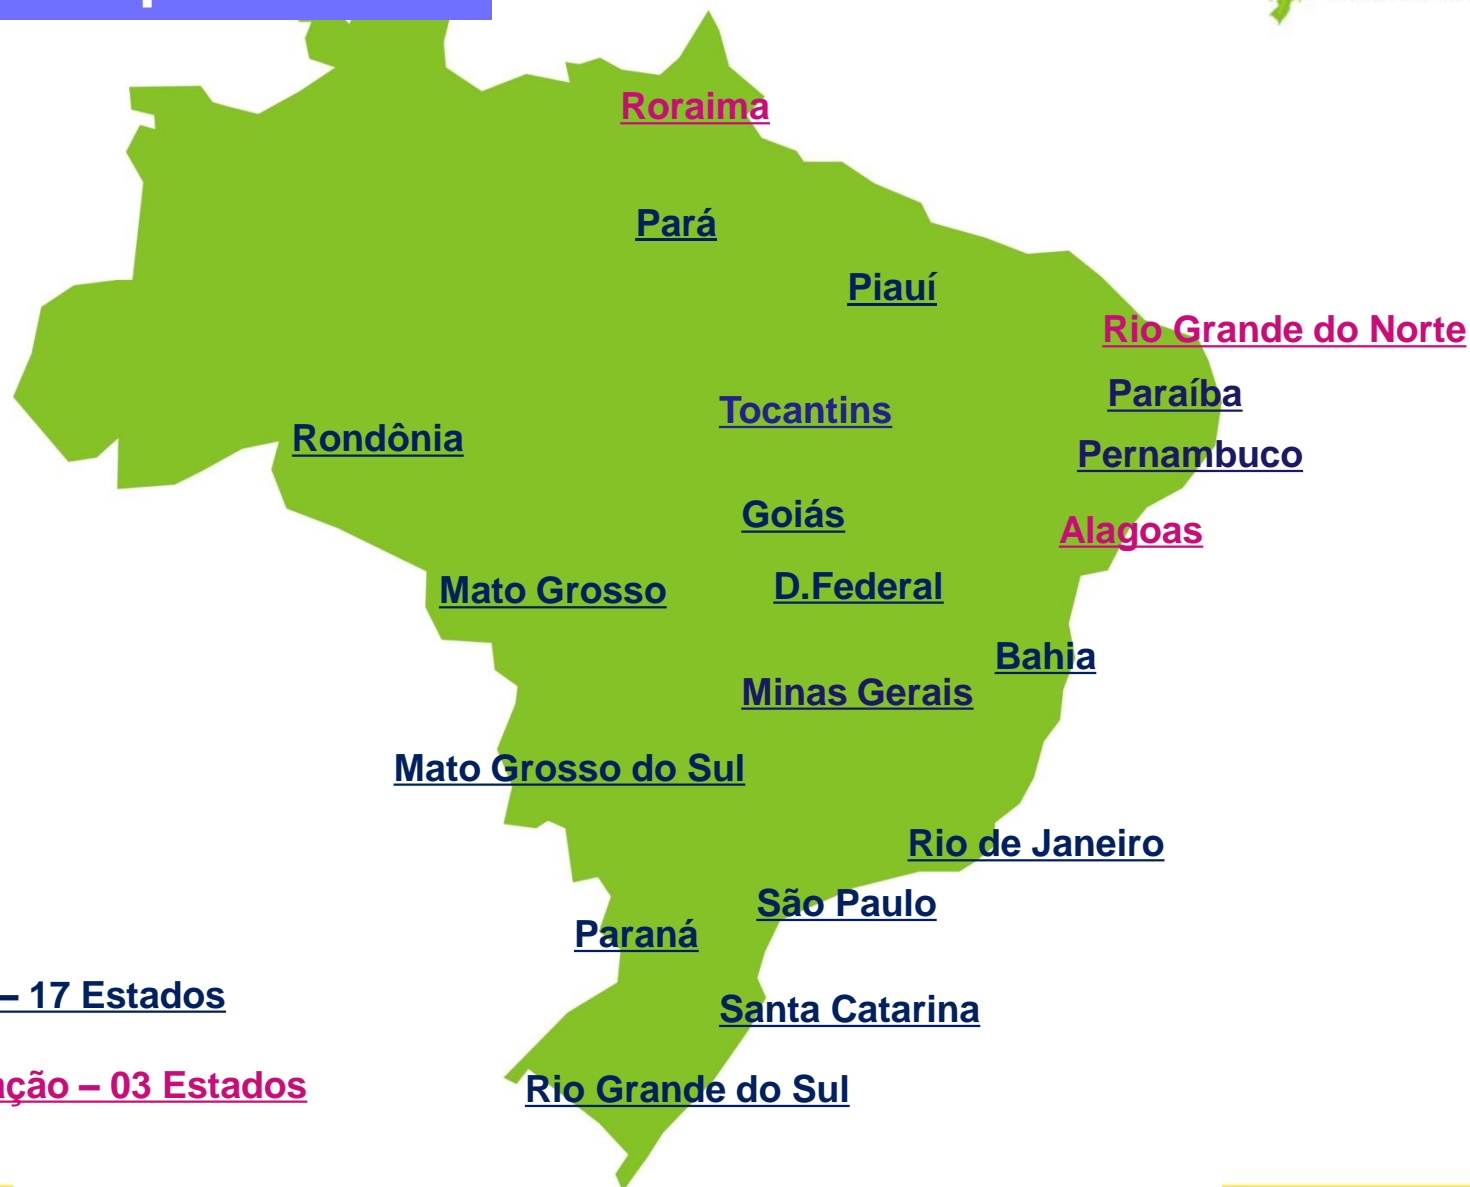 Roraima
Pará
Piauí
Rio Grande do Norte
Paraíba
Tocantins
Rondônia
Pernambuco
Goiás
Alagoas
Mato Grosso
D.Federal
Bahia
Minas Gerais
Mato Grosso do Sul
Rio de Janeiro
São Paulo
Paraná
– 17 Estados
Santa Catarina
– 03 Estados
Rio Grande do Sul